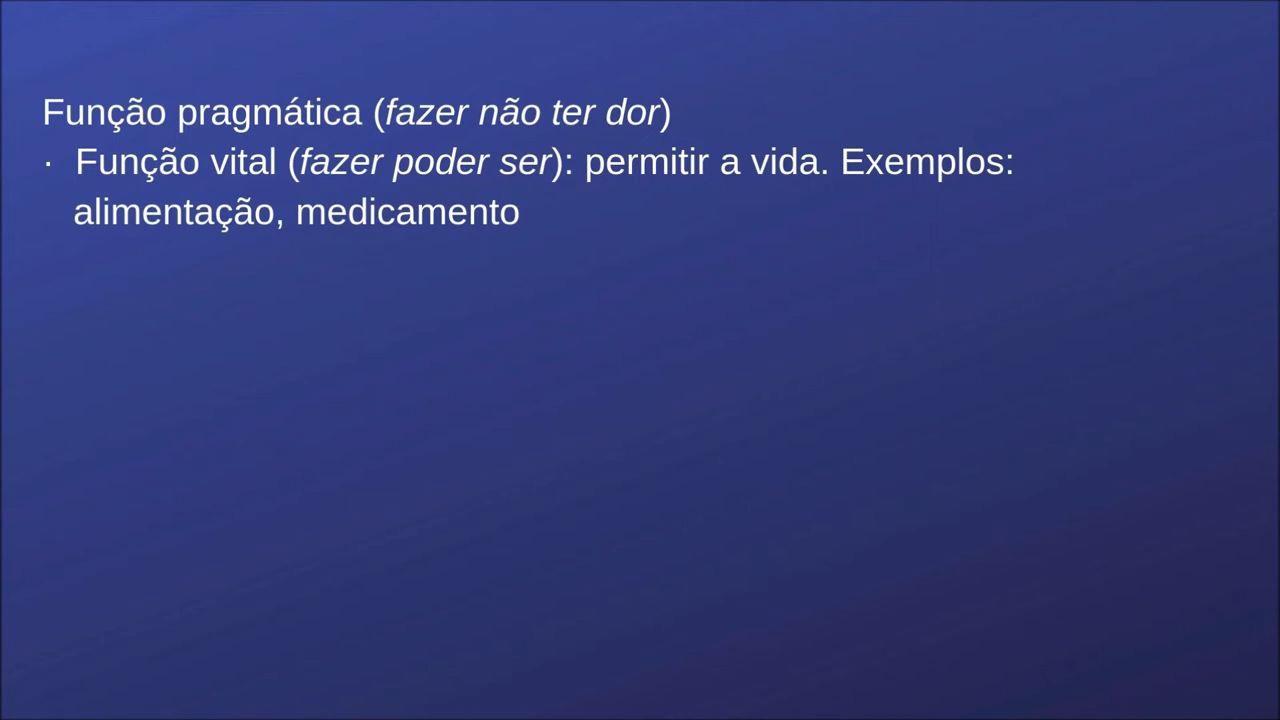 Função pragmática (fazer não ter dor)
· Função vital (fazer poder ser): permitir a vida. Exemplos:
alimentação, medicamento